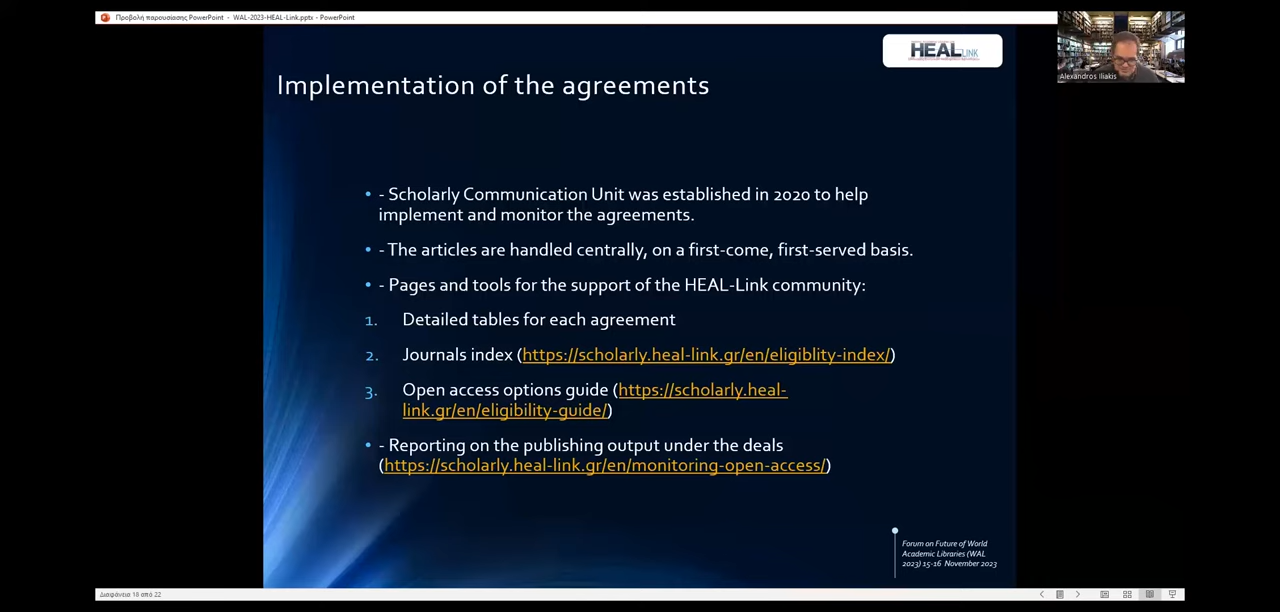 Προβολή παρουσίασης PowerPoint - WAL-2023-HEAL-Link.pptx - PowerPoint
HEAL LINK
Alexandros Iliakis
Implementation of the agreements
• - Scholarly Communication Unit was established in 2020 to help
implement and monitor the agreements.
• - The articles are handled centrally, on a first-come, first-served basis.
• - Pages and tools for the support of the HEAL-Link community:
1. Detailed tables for each agreement
2. Journals index (https://scholarly.heal-link.gr/en/eligiblity-index/)
3. Open access options guide (https://scholarly.heal-
link.gr/en/eligibility-guide/)
• - Reporting on the publishing output under the deals
(https://scholarly.heal-link.gr/en/monitoring-open-access/)
Forum on Future of World
Academic Libraries (WAL
2023) 15-16 November 2023
Διαφάνεια 18 από 22